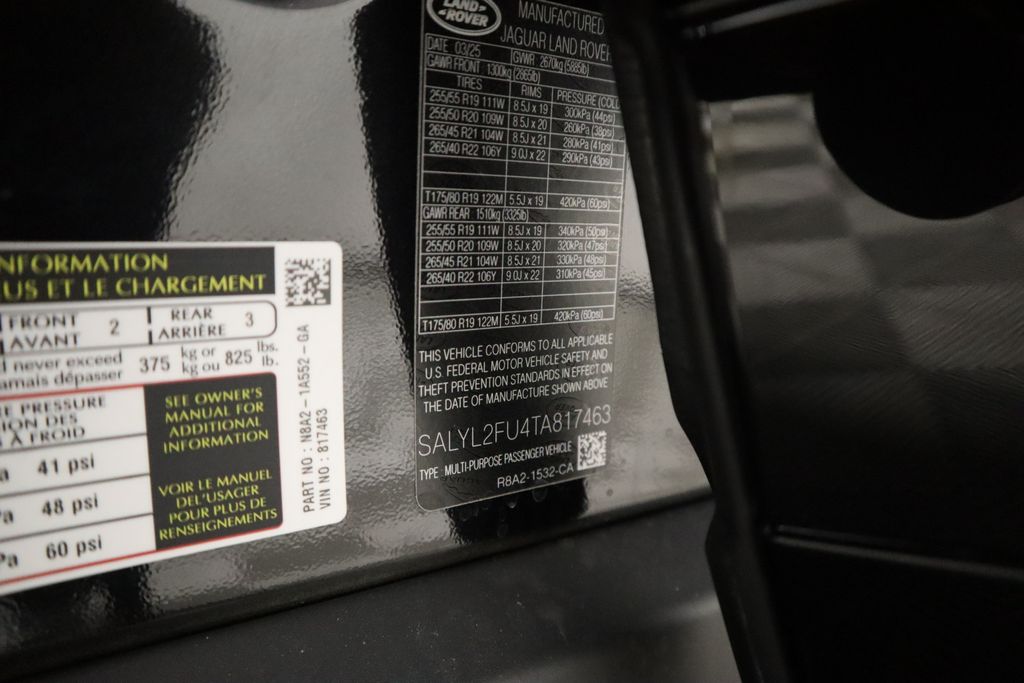 NFORMATION
US ET LE CHARGEMENT
FRONT 2 REAR 3
AVANT ARRIÈRE
never exceed 375 kg or 825 lbs.
amais dépasser kg ou lb.
E PRESSURE
ION DES
À FROID
a 41 psi
a 48 psi
Pa 60 psi
SEE OWNER'S
MANUAL FOR
ADDITIONAL
INFORMATION
VOIR LE MANUEL
DE L'USAGER
POUR PLUS DE
RENSEIGNEMENTS
PART NO : N8A2-1A552-GA
VIN NO : 817463
LAND
ROVER
MANUFACTURED
JAGUAR LAND ROVER
DATE 03/25 GVWR 2670kg (5885lb)
GAWR FRONT 1300kg (2865lb)
TIRES RIMS PRESSURE (COLD
255/55 R19 111W 8.5J x 19 300kPa (44psi)
255/50 R20 109W 8.5J x 20 260kPa (38psi)
265/45 R21 104W 8.5J x 21 280kPa (41psi)
265/40 R22 106Y 9.0J x 22 290kPa (43psi)
T175/80 R19 122M 5.5J x 19 420kPa (60psi)
GAWR REAR 1510kg (3325lb)
255/55 R19 111W 8.5J x 19 340kPa (50psi)
255/50 R20 109W 8.5J x 20 320kPa (47psi)
265/45 R21 104W 8.5J x 21 330kPa (48psi)
265/40 R22 106Y 9.0J x 22 310kPa (45psi)
T175/80 R19 122M 5.5J x 19 420kPa (60psi)
THIS VEHICLE CONFORMS TO ALL APPLICABLE
U.S. FEDERAL MOTOR VEHICLE SAFETY AND
THEFT PREVENTION STANDARDS IN EFFECT ON
THE DATE OF MANUFACTURE SHOWN ABOVE
SALYL2FU4TA817463
TYPE : MULTI-PURPOSE PASSENGER VEHICLE
R8A2-1532-CA